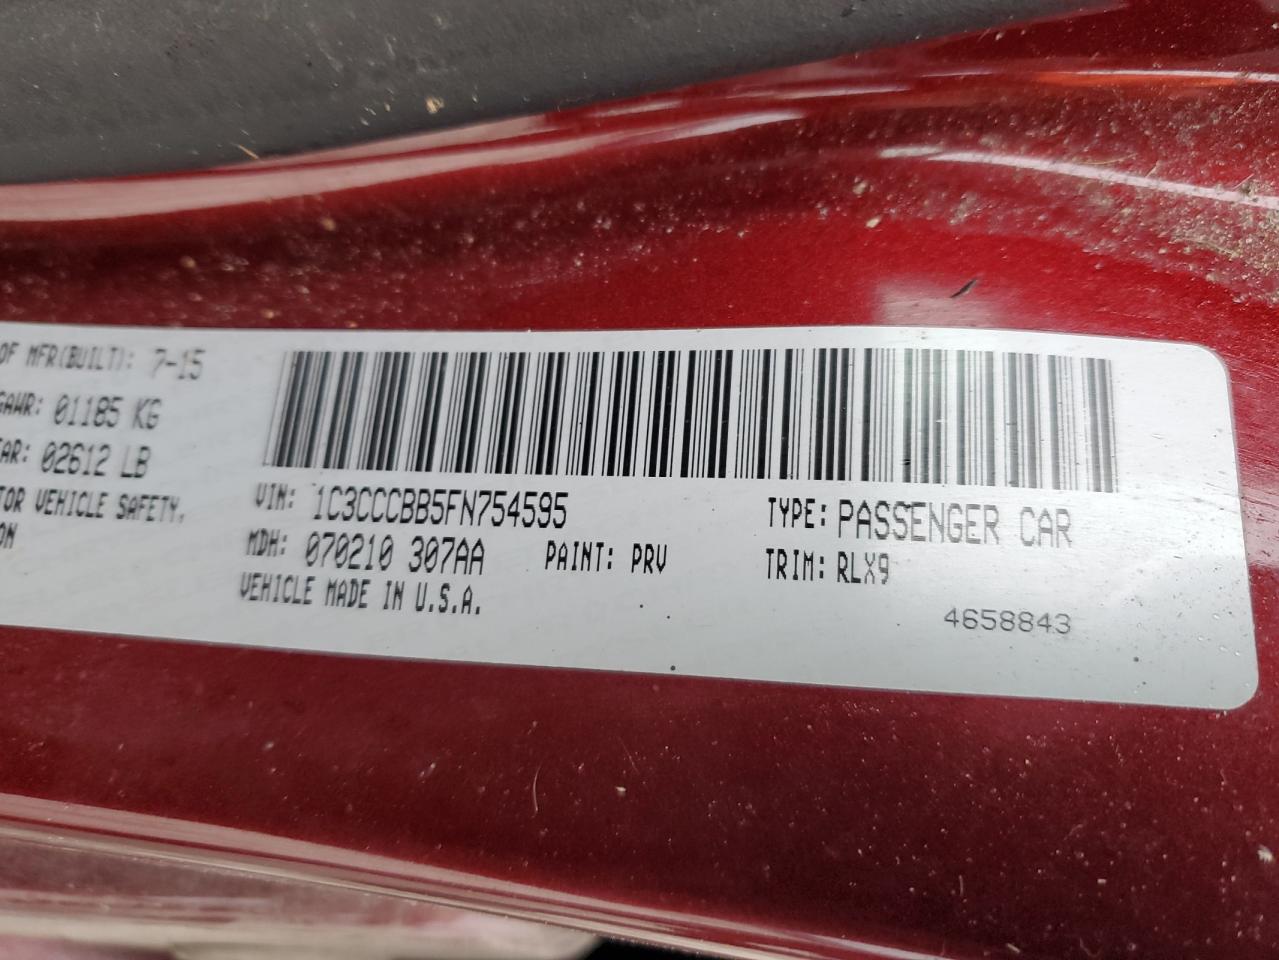 OF MFR(BUILT): 7-15
GAWR: 01185 KG
EAR: 02612 LB
TOR VEHICLE SAFETY,
ON
VIN: 1C3CCCBB5FN754595 TYPE: PASSENGER CAR
MDH: 070210 307AA PAINT: PRV TRIM: RLX9
VEHICLE MADE IN U.S.A.
4658843